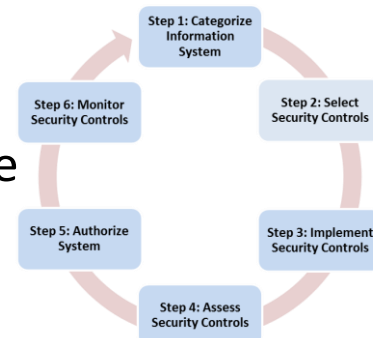 Step 1: Categorize
Information
System
Step 2: Select
Security Controls
Step 3: Implement
Security Controls
Step 4: Assess
Security Controls
Step 5: Authorize
System
Step 6: Monitor
Security Controls
e